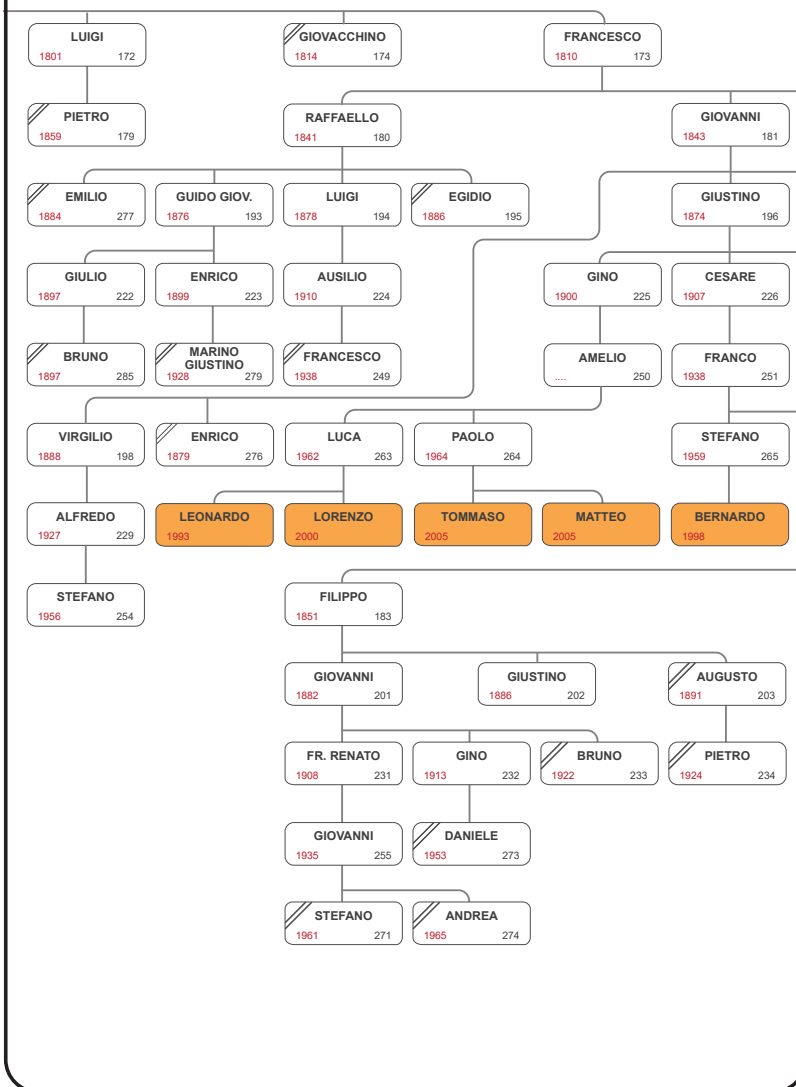 LUIGI
1801 172
GIOVACCHINO
1814 174
FRANCESCO
1810 173
PIETRO
1859 179
RAFFAELLO
1841 180
GIOVANNI
1843 181
EMILIO
1884 277
GUIDO GIOV.
1876 193
LUIGI
1878 194
EGIDIO
1886 195
GIUSTINO
1874 196
GIULIO
1897 222
ENRICO
1899 223
AUSILIO
1910 224
GINO
1900 225
CESARE
1907 226
BRUNO
1897 285
MARINO
GIUSTINO
1928 279
FRANCESCO
1938 249
AMELIO
.... 250
FRANCO
1938 251
VIRGILIO
1888 198
ENRICO
1879 276
LUCA
1962 263
PAOLO
1964 264
STEFANO
1959 265
ALFREDO
1927 229
LEONARDO
1993
LORENZO
2000
TOMMASO
2005
MATTEO
2005
BERNARDO
1998
STEFANO
1956 254
FILIPPO
1851 183
GIOVANNI
1882 201
GIUSTINO
1886 202
AUGUSTO
1891 203
FR. RENATO
1908 231
GINO
1913 232
BRUNO
1922 233
PIETRO
1924 234
GIOVANNI
1935 255
DANIELE
1953 273
STEFANO
1961 271
ANDREA
1965 274